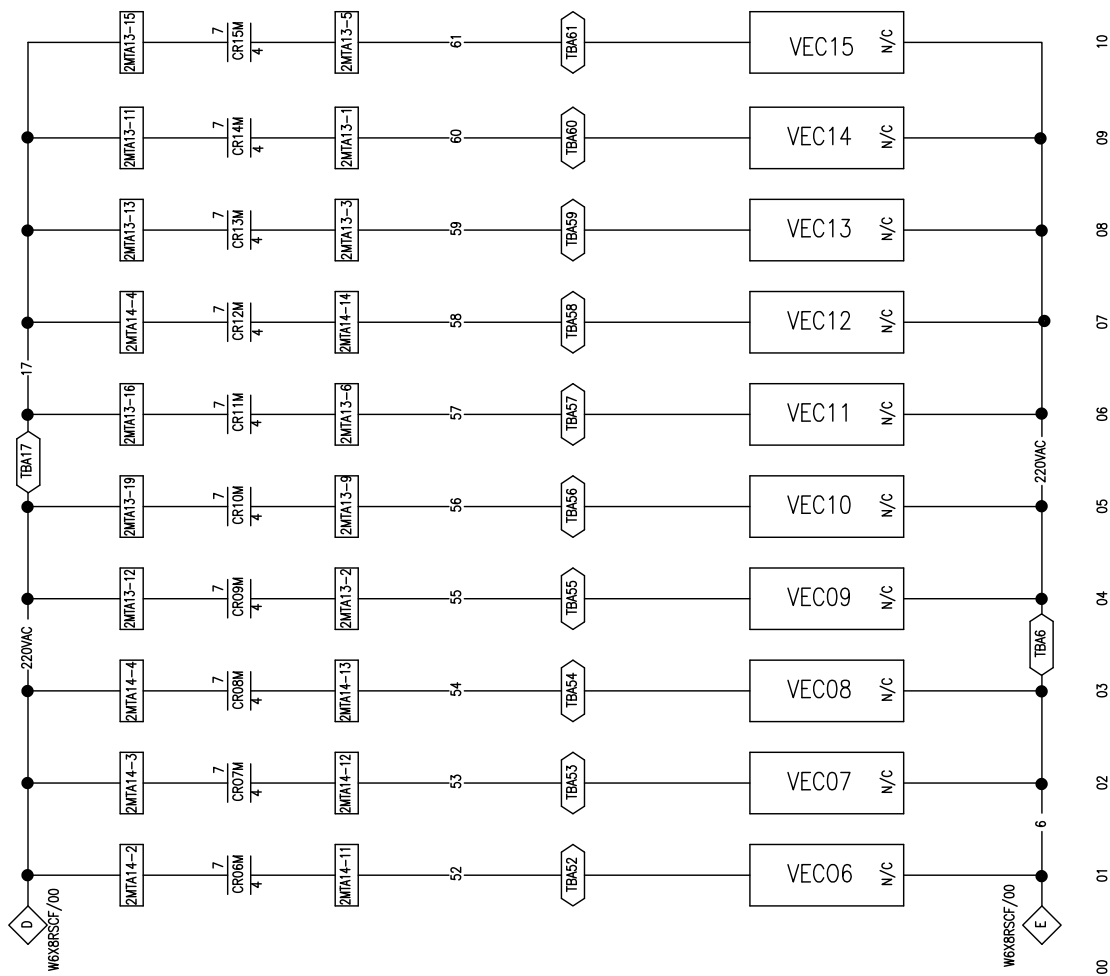 2MTA13-15 7 CR15M 4 2MTA13-5 61 TBA61 VEC15 N/C 10
2MTA13-11 7 CR14M 4 2MTA13-1 60 TBA60 VEC14 N/C 09
2MTA13-13 7 CR13M 4 2MTA13-3 59 TBA59 VEC13 N/C 08
2MTA14-4 7 CR12M 4 2MTA14-14 58 TBA58 VEC12 N/C 07
17
2MTA13-16 7 CR11M 4 2MTA13-6 57 TBA57 VEC11 N/C 06
TBA17 220VAC
2MTA13-19 7 CR10M 4 2MTA13-9 56 TBA56 VEC10 N/C 05
2MTA13-12 7 CR09M 4 2MTA13-2 55 TBA55 VEC09 N/C 04
220VAC TBA6
2MTA14-4 7 CR08M 4 2MTA14-13 54 TBA54 VEC08 N/C 03
2MTA14-3 7 CR07M 4 2MTA14-12 53 TBA53 VEC07 N/C 02
6
2MTA14-2 7 CR06M 4 2MTA14-11 52 TBA52 VEC06 N/C 01
D W6X8RSCF/00 W6X8RSCF/00 E
00